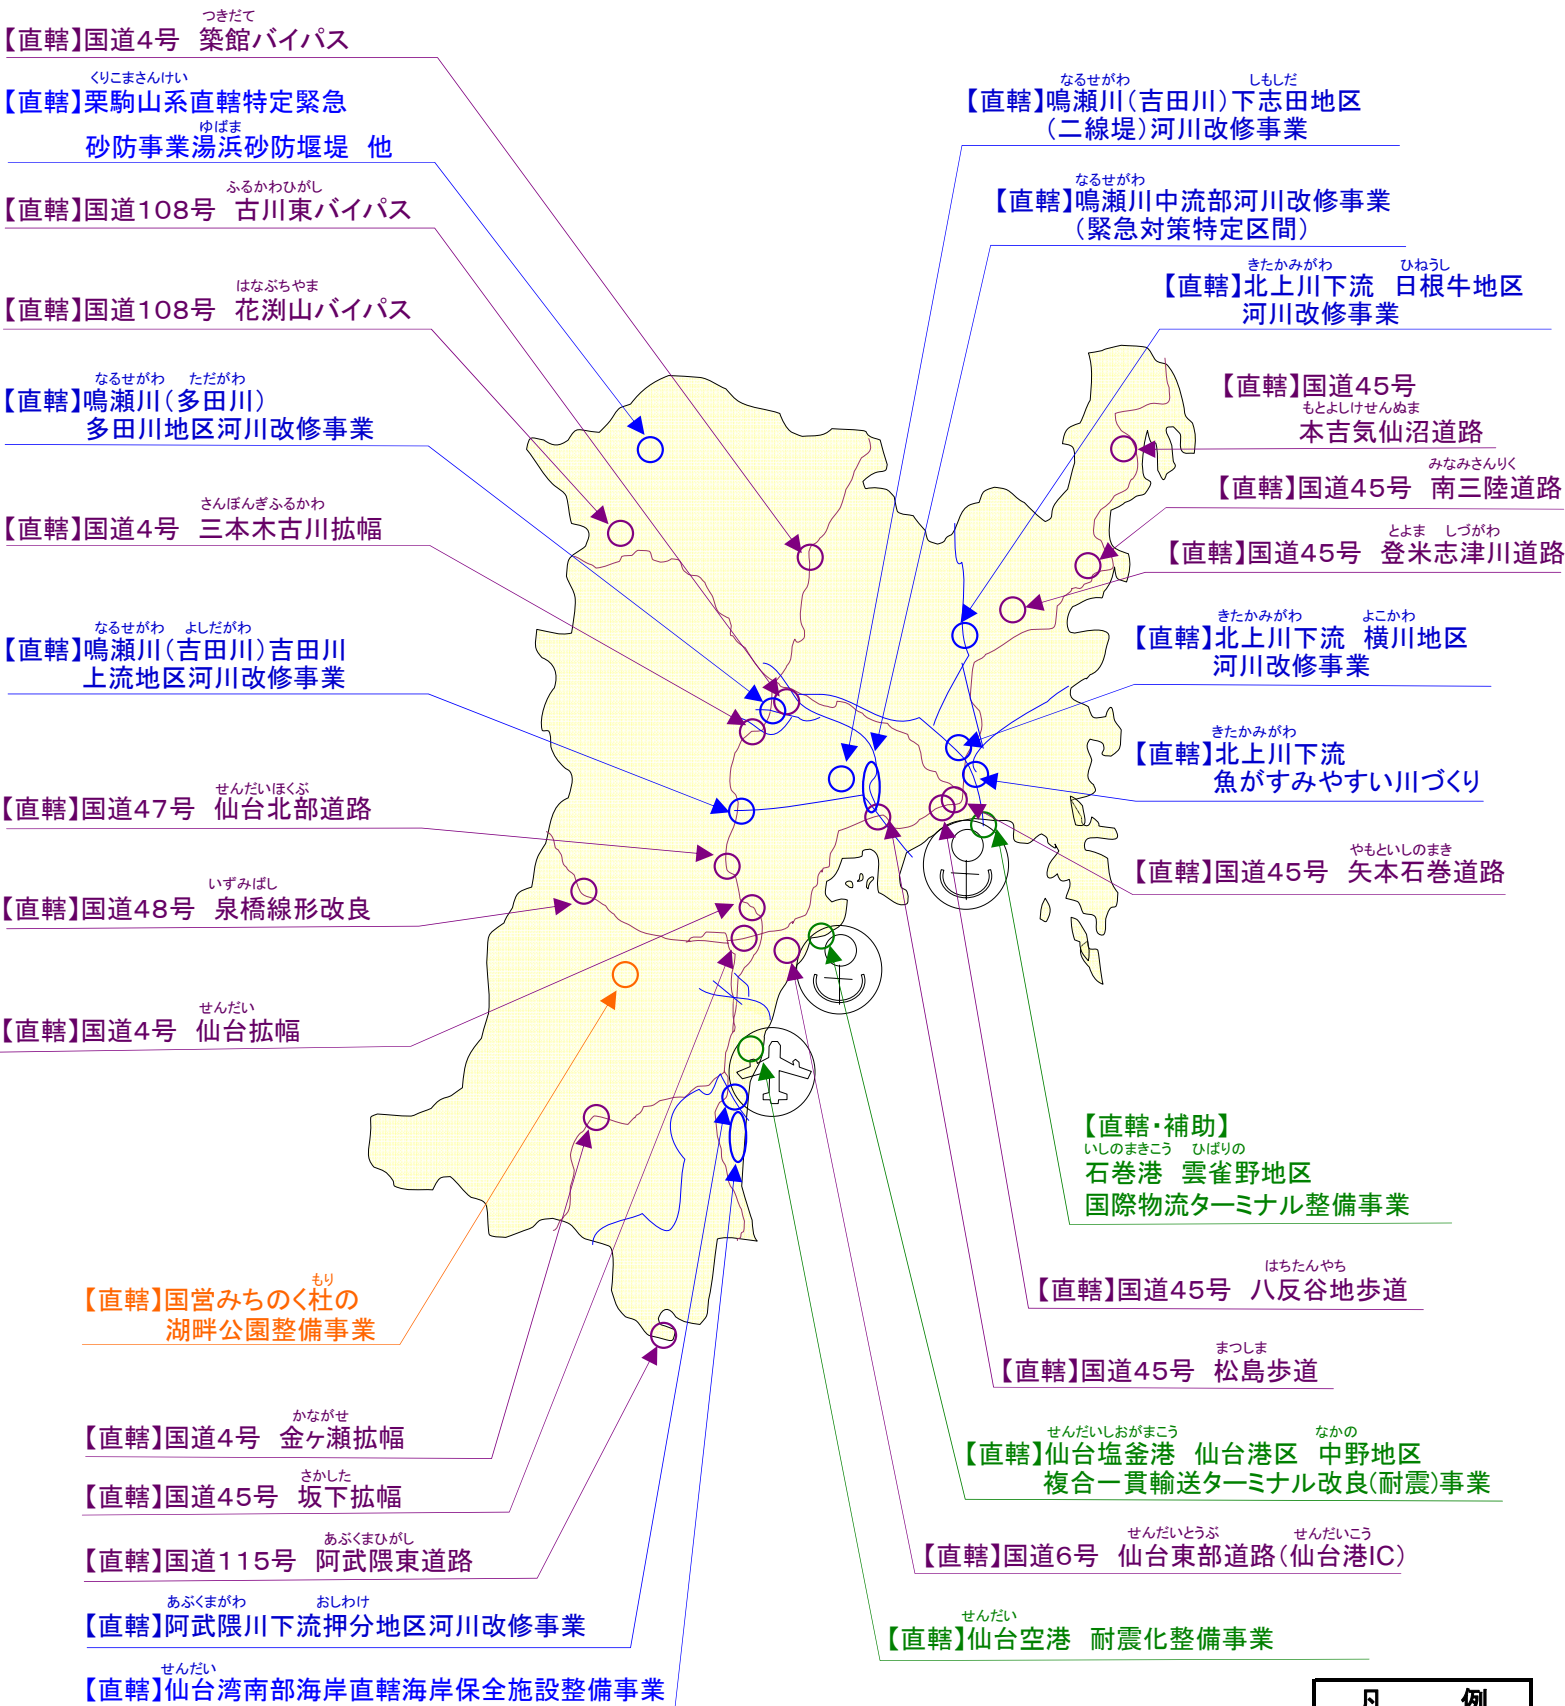 つきだて
【直轄】国道4号 築館バイパス
くりこまさんけい
【直轄】栗駒山系直轄特定緊急
ゆばま
砂防事業湯浜砂防堰堤 他
ふるかわひがし
【直轄】国道108号 古川東バイパス
はなぶちやま
【直轄】国道108号 花渕山バイパス
なるせがわ ただがわ
【直轄】鳴瀬川(多田川)
多田川地区河川改修事業
さんぼんぎふるかわ
【直轄】国道4号 三本木古川拡幅
なるせがわ よしだがわ
【直轄】鳴瀬川(吉田川)吉田川
上流地区河川改修事業
せんだいほくぶ
【直轄】国道47号 仙台北部道路
いずみばし
【直轄】国道48号 泉橋線形改良
せんだい
【直轄】国道4号 仙台拡幅
もり
【直轄】国営みちのく杜の
湖畔公園整備事業
かながせ
【直轄】国道4号 金ヶ瀬拡幅
さかした
【直轄】国道45号 坂下拡幅
あぶくまひがし
【直轄】国道115号 阿武隈東道路
あぶくまがわ おしわけ
【直轄】阿武隈川下流押分地区河川改修事業
せんだい
【直轄】仙台湾南部海岸直轄海岸保全施設整備事業
なるせがわ しもしだ
【直轄】鳴瀬川(吉田川)下志田地区
(二線堤)河川改修事業
なるせがわ
【直轄】鳴瀬川中流部河川改修事業
(緊急対策特定区間)
きたかみがわ ひねうし
【直轄】北上川下流 日根牛地区
河川改修事業
【直轄】国道45号
もとよしけせんぬま
本吉気仙沼道路
みなみさんりく
【直轄】国道45号 南三陸道路
とよま しづがわ
【直轄】国道45号 登米志津川道路
きたかみがわ よこかわ
【直轄】北上川下流 横川地区
河川改修事業
きたかみがわ
【直轄】北上川下流
魚がすみやすい川づくり
やもといしのまき
【直轄】国道45号 矢本石巻道路
【直轄・補助】
いしのまきこう ひばりの
石巻港 雲雀野地区
国際物流ターミナル整備事業
はちたんやち
【直轄】国道45号 八反谷地歩道
まつしま
【直轄】国道45号 松島歩道
せんだいしおがまこう なかの
【直轄】仙台塩釜港 仙台港区 中野地区
複合一貫輸送ターミナル改良(耐震)事業
せんだいとうぶ せんだいこう
【直轄】国道6号 仙台東部道路(仙台港IC)
せんだい
【直轄】仙台空港 耐震化整備事業
凡 例